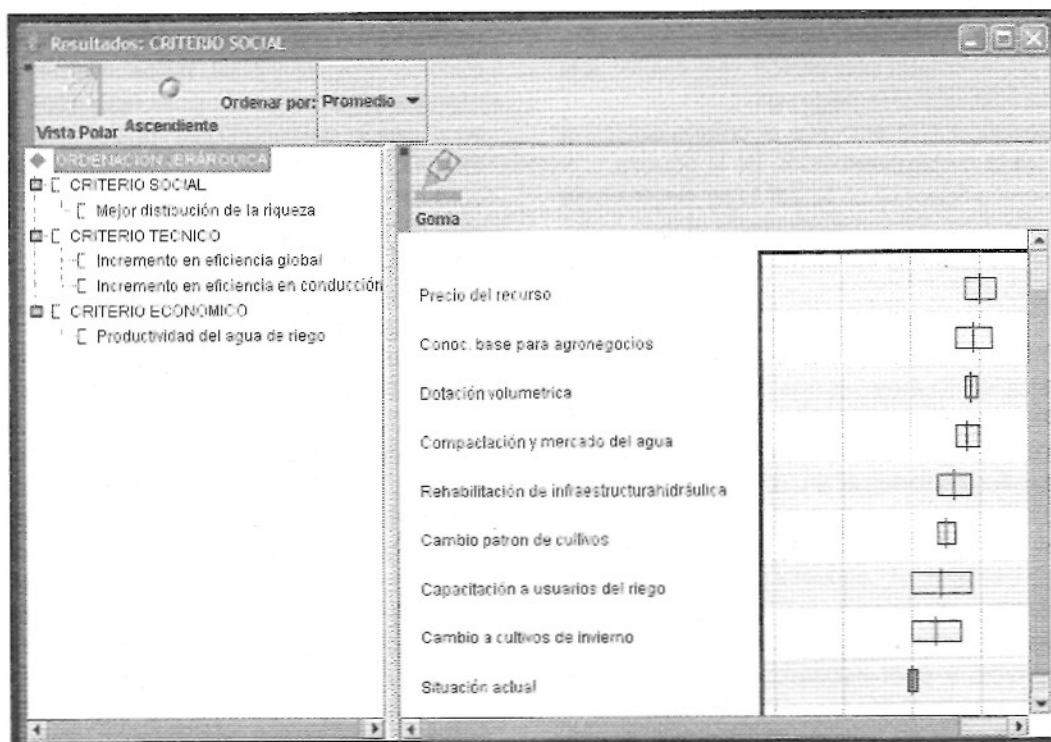 Resultados: CRITERIO SOCIAL
Vista Polar
Ascendiente
Ordenar por: Promedio
ORDENACION JERÁRQUICA
CRITERIO SOCIAL
Mejor distibución de la riqueza
CRITERIO TECNICO
Incremento en eficiencia global
Incremento en eficiencia en conducción
CRITERIO ECONOMICO
Productividad del agua de riego
Goma
Precio del recurso
Conoc. base para agronegocios
Dotación volumetrica
Compactación y mercado del agua
Rehabilitación de infraestructurahidráulica
Cambio patron de cultivos
Capacitación a usuarios del riego
Cambio a cultivos de invierno
Situación actual